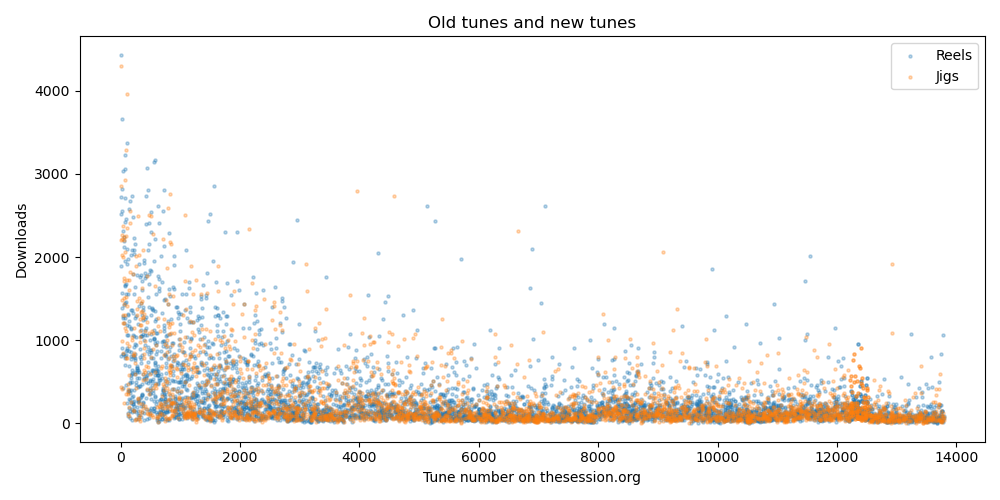 Old tunes and new tunes
Reels
Jigs
Downloads
4000
3000
2000
1000
0
0 2000 4000 6000 8000 10000 12000 14000
Tune number on thesession.org